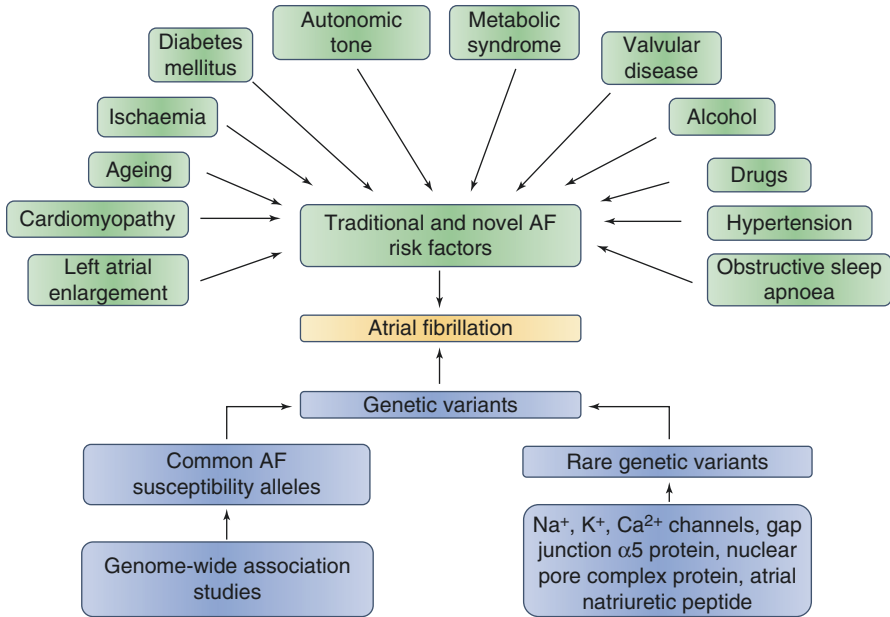 Autonomic
tone
Metabolic
syndrome
Diabetes
mellitus
Valvular
disease
Ischaemia
Alcohol
Ageing
Drugs
Cardiomyopathy
Traditional and novel AF
risk factors
Hypertension
Left atrial
enlargement
Obstructive sleep
apnoea
Atrial fibrillation
Genetic variants
Common AF
susceptibility alleles
Rare genetic variants
Genome-wide association
studies
Na⁺, K⁺, Ca²⁺ channels, gap
junction α5 protein, nuclear
pore complex protein, atrial
natriuretic peptide